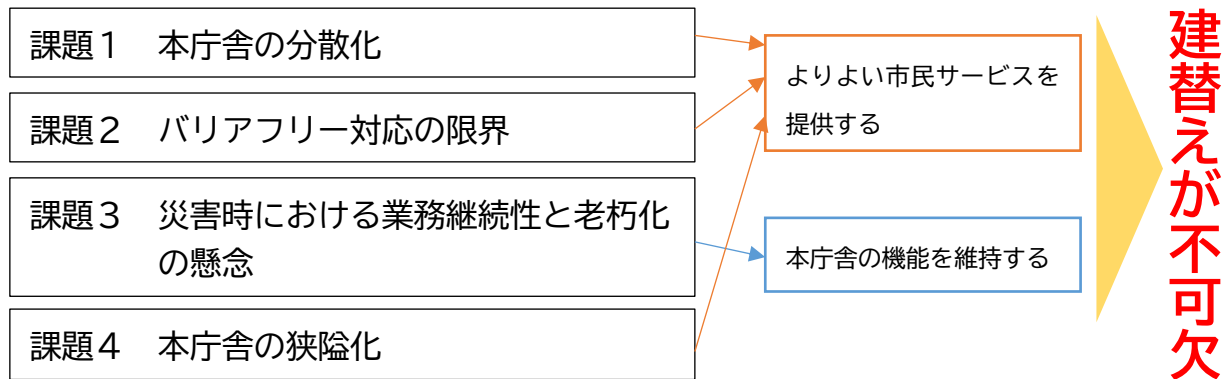 課題1　本庁舎の分散化
課題2　バリアフリー対応の限界
課題3　災害時における業務継続性と老朽化
の懸念
課題4　本庁舎の狭隘化
よりよい市民サービスを
提供する
本庁舎の機能を維持する
建替えが不可欠